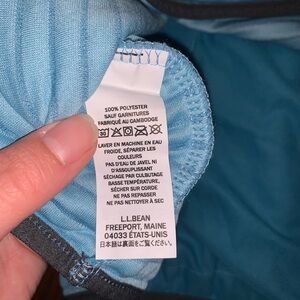 100% POLYESTER
SAUF GARNITURES
FABRIQUÉ AU CAMBODGE
30
LAVER EN MACHINE EN EAU
FROIDE, SÉPARER LES
COULEURS
PAS D'EAU DE JAVEL NI
D'ASSOUPLISSANT
SÉCHAGE PAR CULBUTAGE
BASSE TEMPÉRATURE,
SÉCHER SUR CORDE
NE PAS REPASSER
NE PAS NETTOYER À SEC
L.L.BEAN
FREEPORT, MAINE
04033 ÉTATS-UNIS
日本語は裏面をご覧ください。